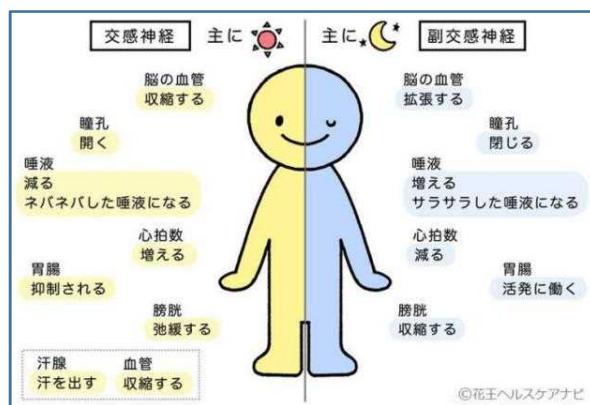 交感神経 主に
主に 副交感神経
脳の血管
収縮する
瞳孔
開く
唾液
減る
ネバネバした唾液になる
心拍数
増える
胃腸
抑制される
膀胱
弛緩する
汗腺
汗を出す
血管
収縮する
脳の血管
拡張する
瞳孔
閉じる
唾液
増える
サラサラした唾液になる
心拍数
減る
胃腸
活発に働く
膀胱
収縮する
©花王ヘルスケアナビ